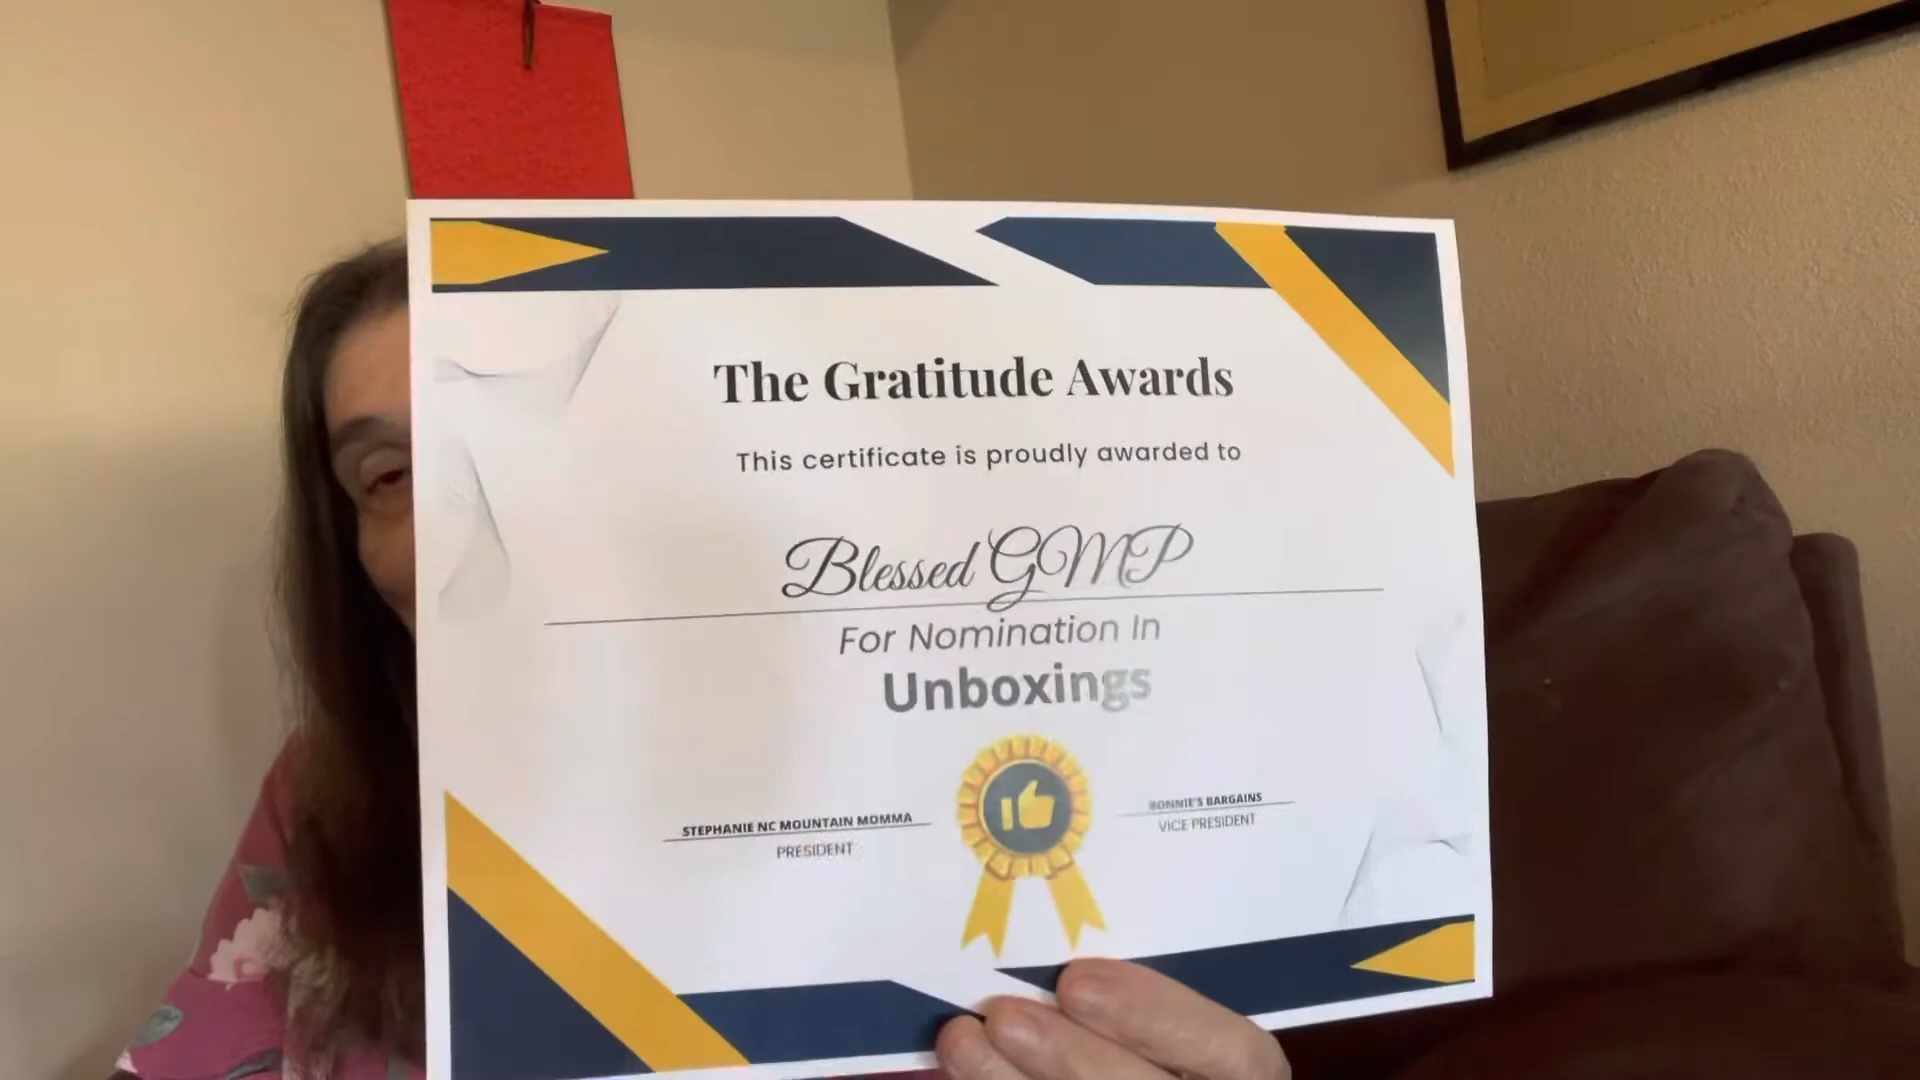 The Gratitude Awards
This certificate is proudly awarded to
Blessed GMP
For Nomination In
Unboxings
STEPHANIE NC MOUNTAIN MOMMA
PRESIDENT
BONNIE'S BARGAINS
VICE PRESIDENT